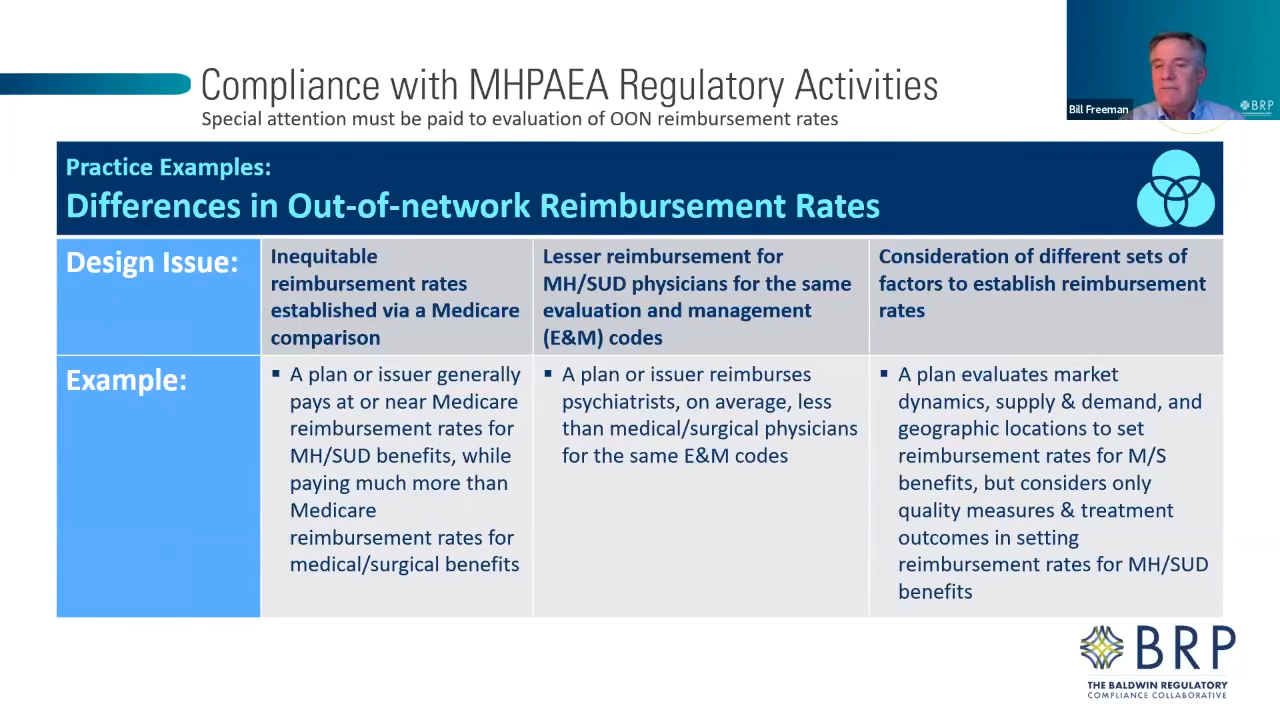 Compliance with MHPAEA Regulatory Activities
Special attention must be paid to evaluation of OON reimbursement rates
Bill Freeman
BRP
Practice Examples:
Differences in Out-of-network Reimbursement Rates
Design Issue:
Inequitable
reimbursement rates
established via a Medicare
comparison
Lesser reimbursement for
MH/SUD physicians for the same
evaluation and management
(E&M) codes
Consideration of different sets of
factors to establish reimbursement
rates
Example:
▪ A plan or issuer generally
pays at or near Medicare
reimbursement rates for
MH/SUD benefits, while
paying much more than
Medicare
reimbursement rates for
medical/surgical benefits
▪ A plan or issuer reimburses
psychiatrists, on average, less
than medical/surgical physicians
for the same E&M codes
▪ A plan evaluates market
dynamics, supply & demand, and
geographic locations to set
reimbursement rates for M/S
benefits, but considers only
quality measures & treatment
outcomes in setting
reimbursement rates for MH/SUD
benefits
BRP
THE BALDWIN REGULATORY
COMPLIANCE COLLABORATIVE